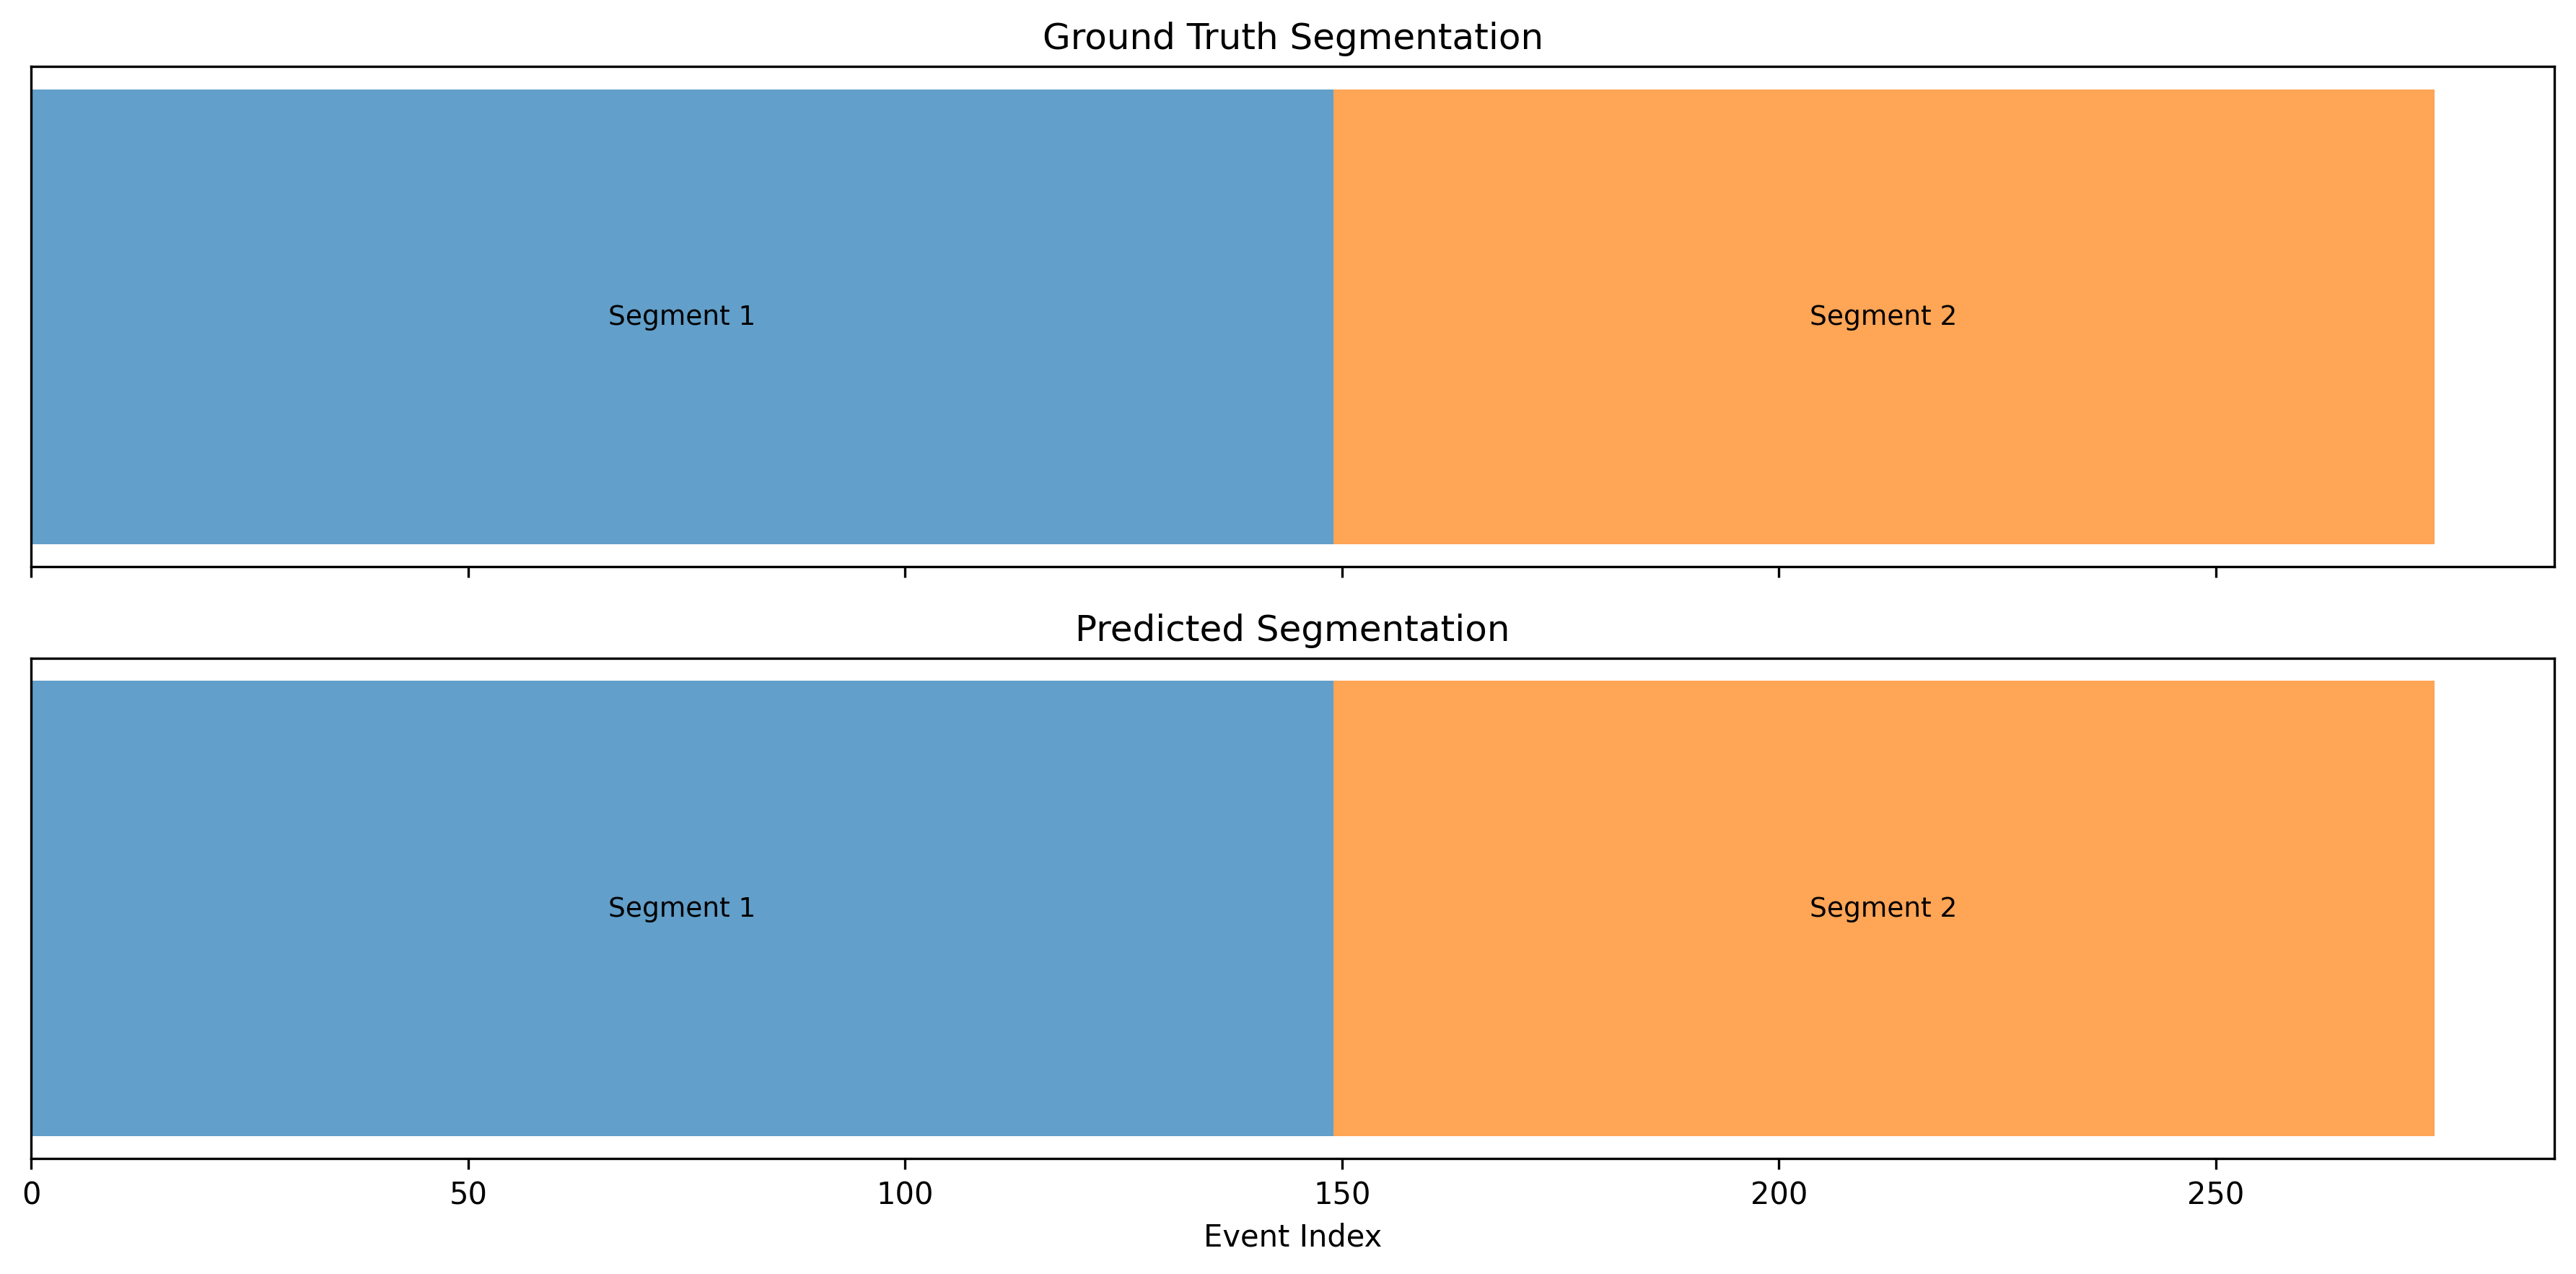 Ground Truth Segmentation
Segment 1 Segment 2
Predicted Segmentation
Segment 1 Segment 2
0 50 100 150 200 250
Event Index